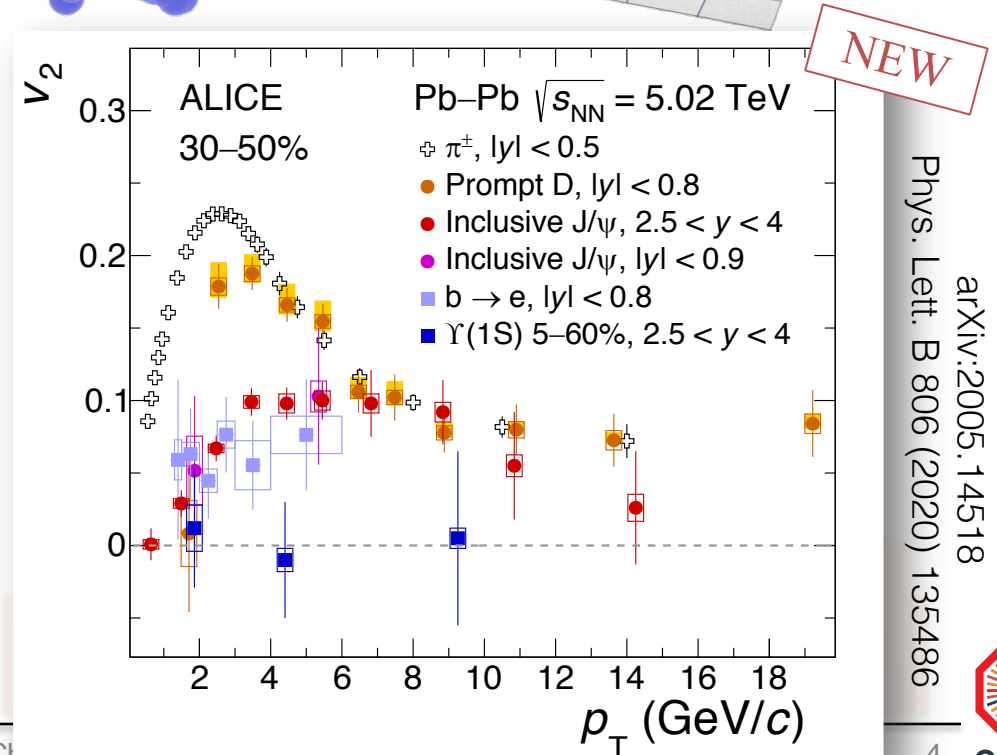 NEW
v2
ALICE
30–50%
Pb–Pb √sNN = 5.02 TeV
π±, |y| < 0.5
Prompt D, |y| < 0.8
Inclusive J/ψ, 2.5 < y < 4
Inclusive J/ψ, |y| < 0.9
b → e, |y| < 0.8
ϒ(1S) 5–60%, 2.5 < y < 4
0.3
0.2
0.1
0
2 4 6 8 10 12 14 16 18
pT (GeV/c)
arXiv:2005.14518
Phys. Lett. B 806 (2020) 135486